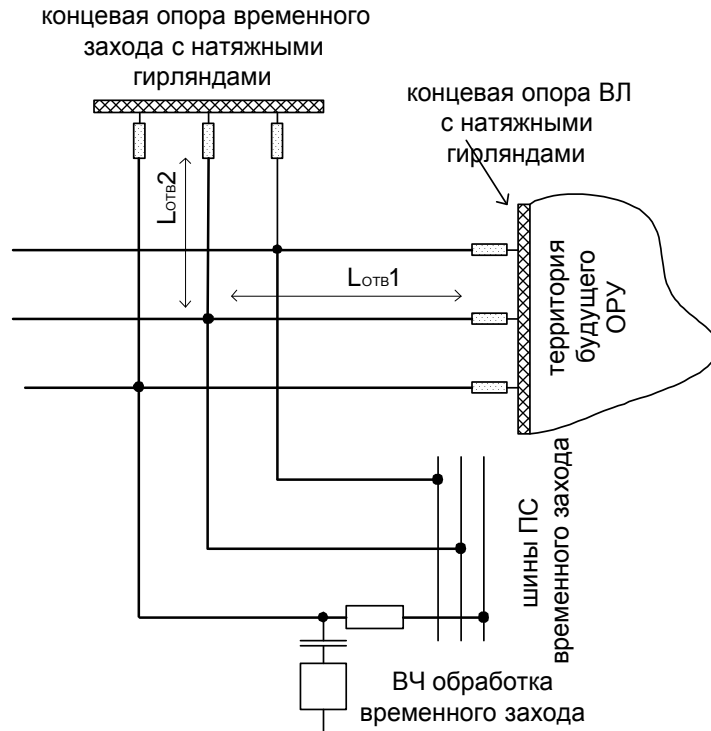 концевая опора временного
захода с натяжными
гирляндами
концевая опора ВЛ
с натяжными
гирляндами
Lотв2
Lотв1
территория
будущего
ОРУ
шины ПС
временного захода
ВЧ обработка
временного захода